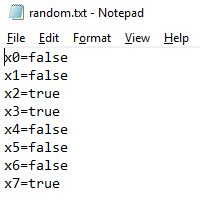 random.txt - Notepad
File Edit Format View Help
x0=false
x1=false
x2=true
x3=true
x4=false
x5=false
x6=false
x7=true